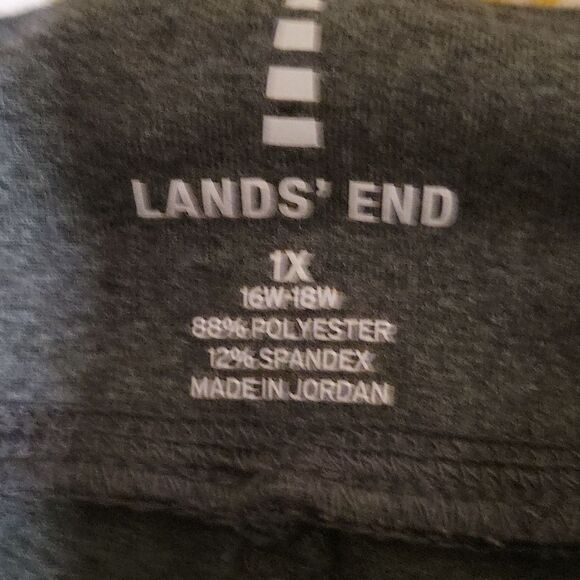 LANDS' END
1X
16W-18W
88% POLYESTER
12% SPANDEX
MADE IN JORDAN